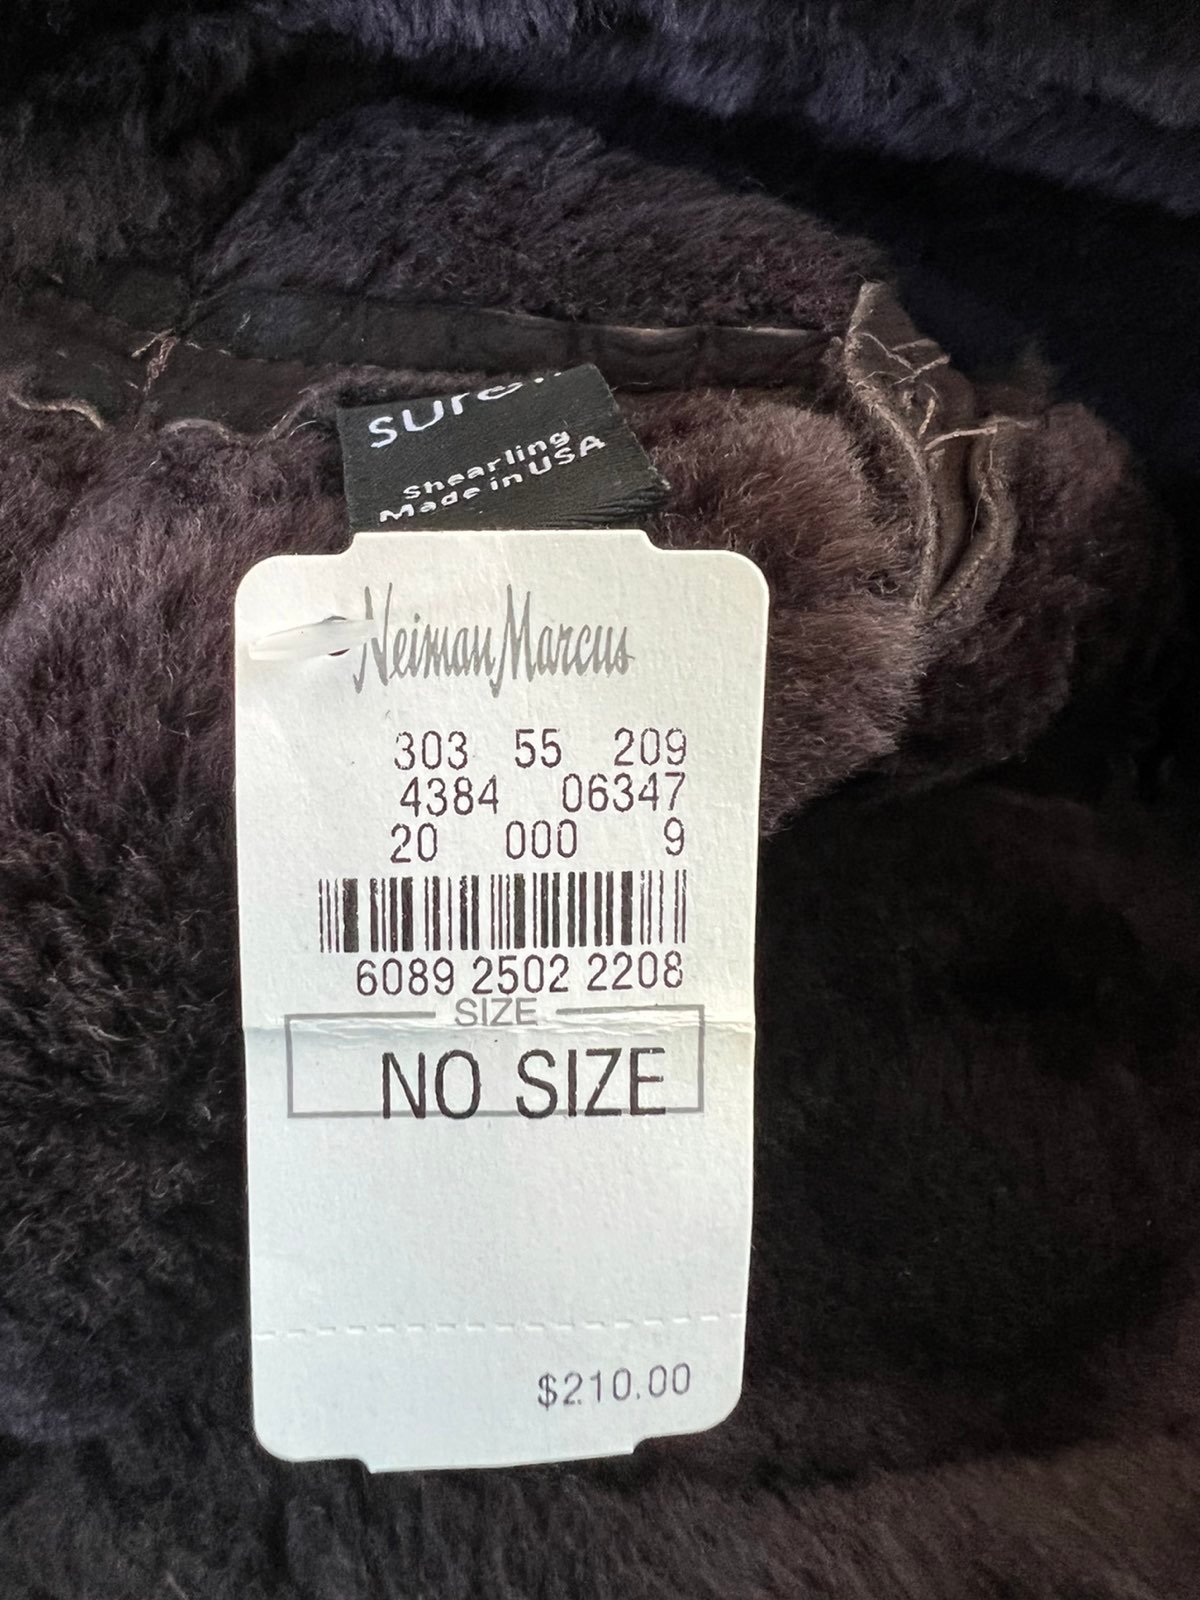 Shearling
Made in USA
Neiman Marcus
303 55 209
4384 06347
20 000 9
6089 2502 2208
SIZE
NO SIZE
$210.00